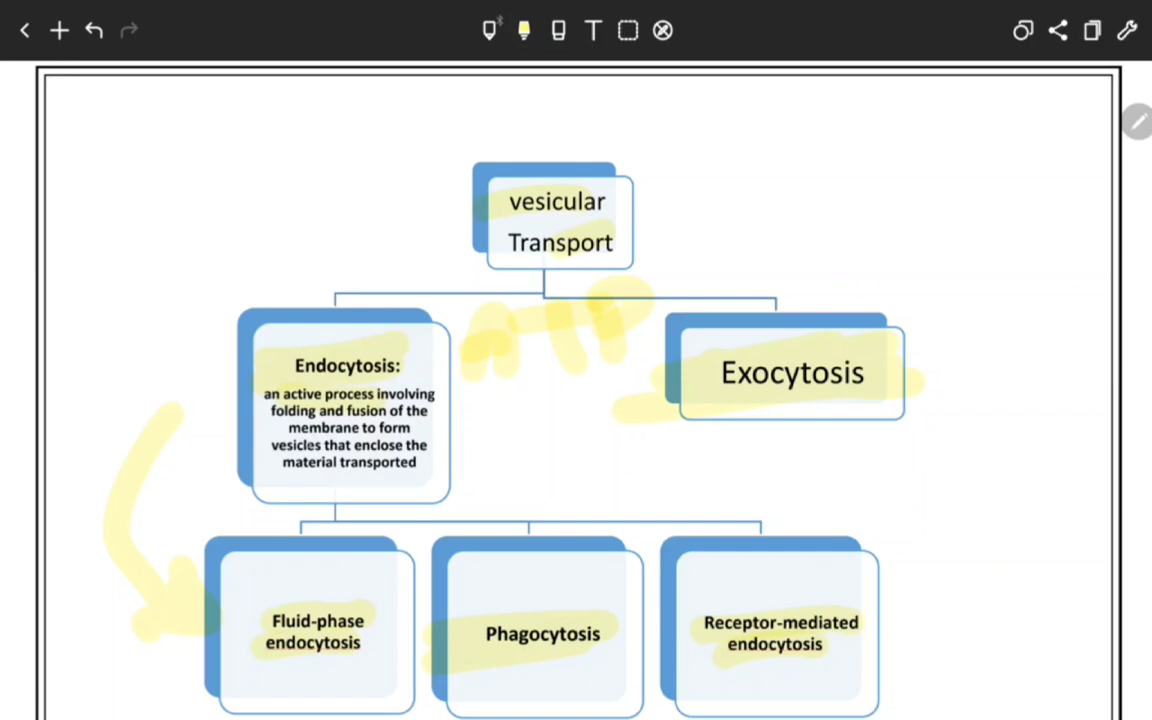 vesicular
Transport
ATP
Endocytosis:
an active process involving
folding and fusion of the
membrane to form
vesicles that enclose the
material transported
Exocytosis
Fluid-phase
endocytosis
Phagocytosis
Receptor-mediated
endocytosis